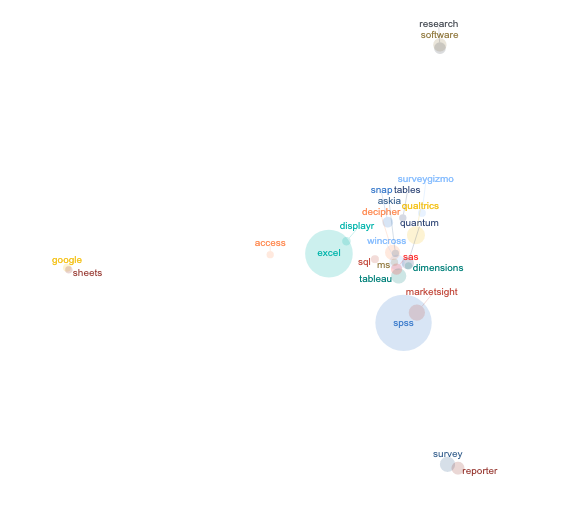 research
software
surveygizmo
snap
tables
askia
qualtrics
decipher
quantum
displayr
wincross
access
excel
sas
google
sql
ms
dimensions
sheets
tableau
marketsight
spss
survey
reporter